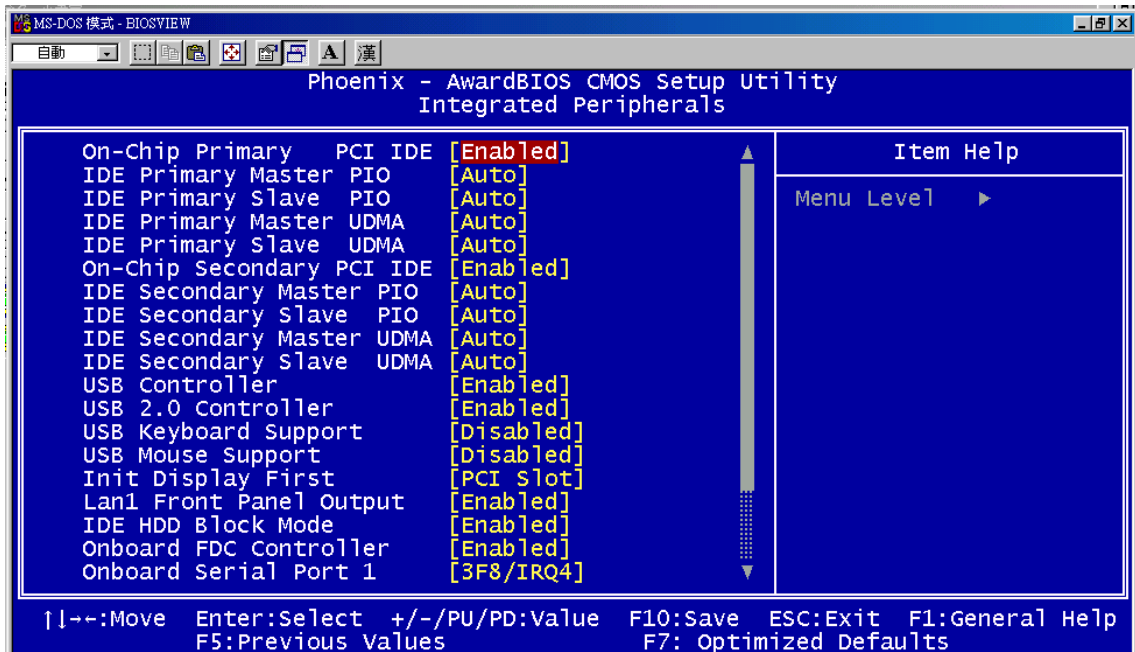 MS-DOS 模式 - BIOSVIEW
自動 A 漢
Phoenix - AwardBIOS CMOS Setup Utility
Integrated Peripherals
On-Chip Primary PCI IDE [Enabled]
IDE Primary Master PIO [Auto]
IDE Primary Slave PIO [Auto]
IDE Primary Master UDMA [Auto]
IDE Primary Slave UDMA [Auto]
On-Chip Secondary PCI IDE [Enabled]
IDE Secondary Master PIO [Auto]
IDE Secondary Slave PIO [Auto]
IDE Secondary Master UDMA [Auto]
IDE Secondary Slave UDMA [Auto]
USB Controller [Enabled]
USB 2.0 Controller [Enabled]
USB Keyboard Support [Disabled]
USB Mouse Support [Disabled]
Init Display First [PCI Slot]
Lan1 Front Panel Output [Enabled]
IDE HDD Block Mode [Enabled]
Onboard FDC Controller [Enabled]
Onboard Serial Port 1 [3F8/IRQ4]
Item Help
Menu Level ▶
↑↓→←:Move Enter:Select +/-/PU/PD:Value F10:Save ESC:Exit F1:General Help
F5:Previous Values F7: Optimized Defaults